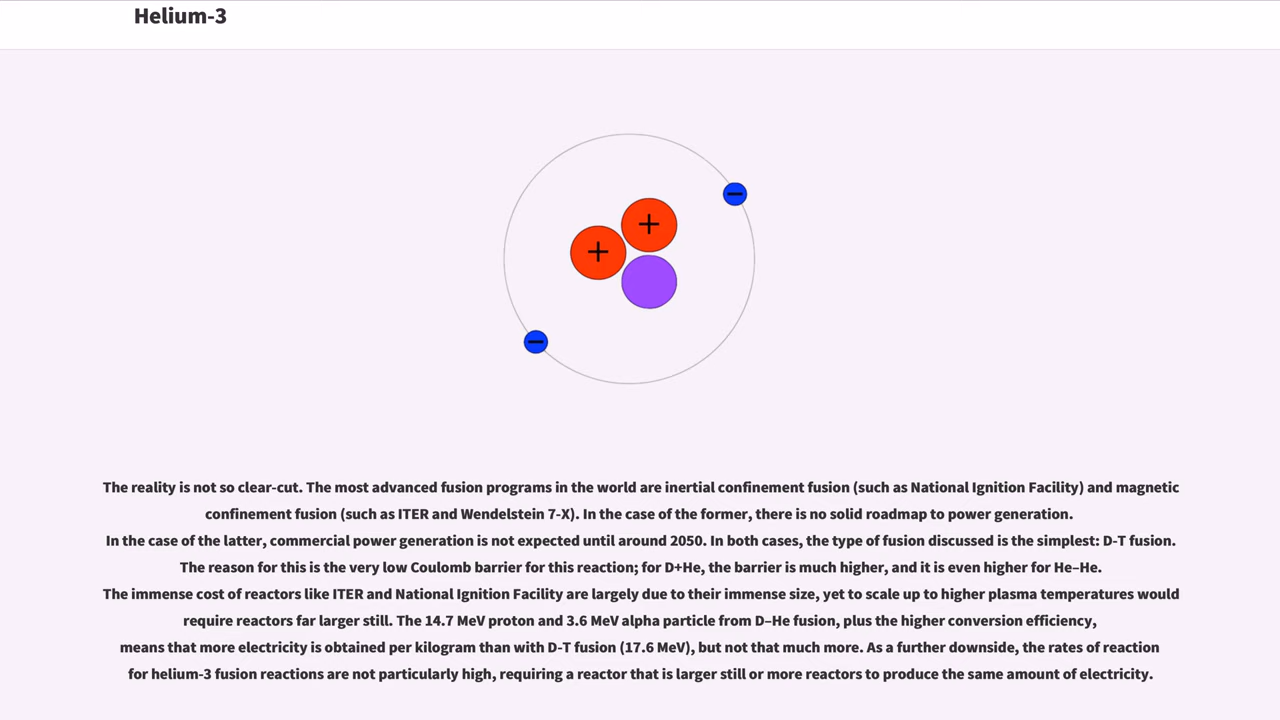 Helium-3
+
+
−
−
The reality is not so clear-cut. The most advanced fusion programs in the world are inertial confinement fusion (such as National Ignition Facility) and magnetic
confinement fusion (such as ITER and Wendelstein 7-X). In the case of the former, there is no solid roadmap to power generation.
In the case of the latter, commercial power generation is not expected until around 2050. In both cases, the type of fusion discussed is the simplest: D-T fusion.
The reason for this is the very low Coulomb barrier for this reaction; for D+He, the barrier is much higher, and it is even higher for He–He.
The immense cost of reactors like ITER and National Ignition Facility are largely due to their immense size, yet to scale up to higher plasma temperatures would
require reactors far larger still. The 14.7 MeV proton and 3.6 MeV alpha particle from D–He fusion, plus the higher conversion efficiency,
means that more electricity is obtained per kilogram than with D-T fusion (17.6 MeV), but not that much more. As a further downside, the rates of reaction
for helium-3 fusion reactions are not particularly high, requiring a reactor that is larger still or more reactors to produce the same amount of electricity.